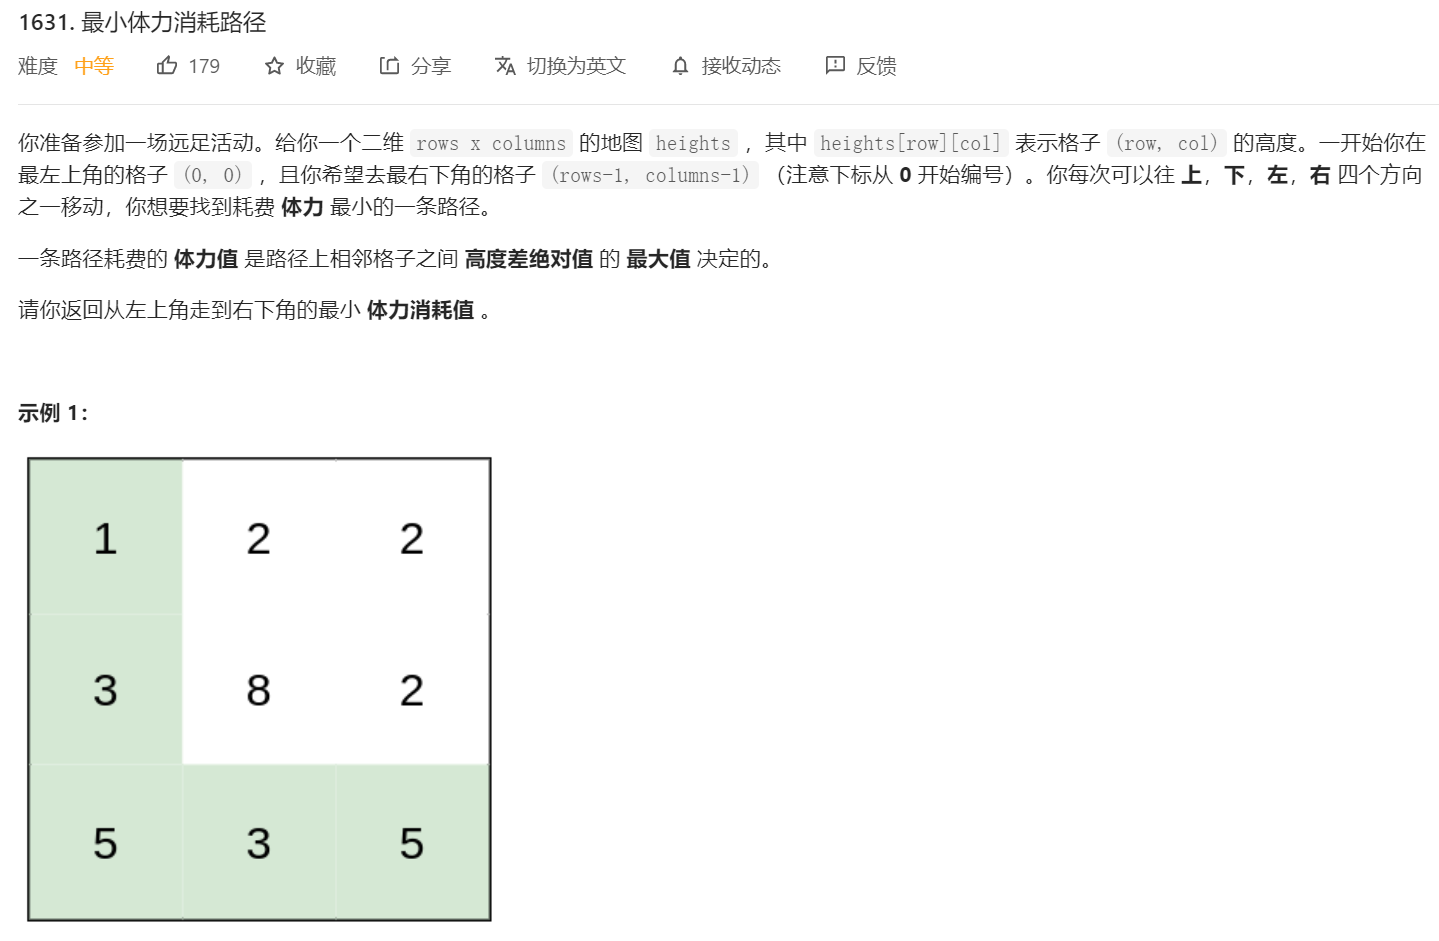 1631. 最小体力消耗路径
难度 中等 179 收藏 分享 切换为英文 接收动态 反馈
你准备参加一场远足活动。给你一个二维 rows x columns 的地图 heights ，其中 heights[row][col] 表示格子 (row, col) 的高度。一开始你在
最左上角的格子 (0, 0) ，且你希望去最右下角的格子 (rows-1, columns-1) （注意下标从 0 开始编号）。你每次可以往 上，下，左，右 四个方向
之一移动，你想要找到耗费 体力 最小的一条路径。
一条路径耗费的 体力值 是路径上相邻格子之间 高度差绝对值 的 最大值 决定的。
请你返回从左上角走到右下角的最小 体力消耗值 。
示例 1：
1 2 2
3 8 2
5 3 5